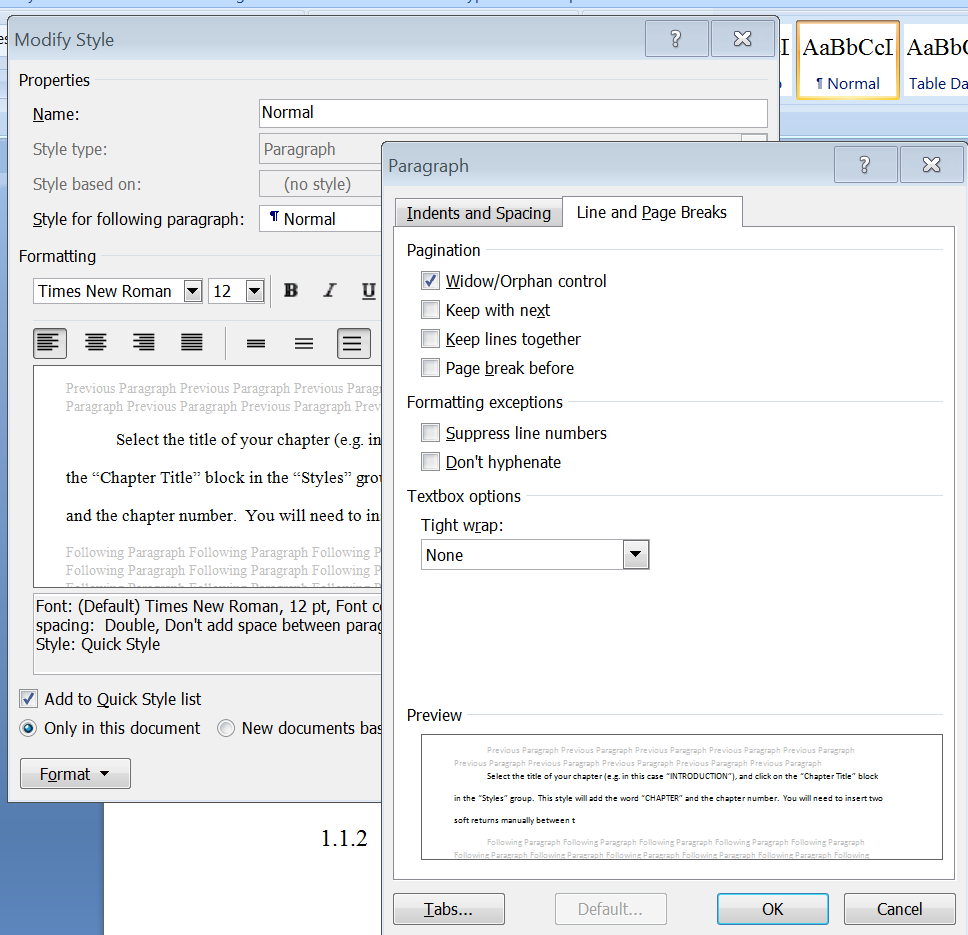 Modify Style
?
AaBbCcI
AaBb
¶ Normal
Table Da
Properties
Name:
Normal
Style type:
Paragraph
Style based on:
(no style)
Style for following paragraph:
¶ Normal
Formatting
Times New Roman
12
B I U
Previous Paragraph Previous Paragraph Previous Parag
Paragraph Previous Paragraph Previous Paragraph Prev
Select the title of your chapter (e.g. in
the “Chapter Title” block in the “Styles” grou
and the chapter number.  You will need to in
Following Paragraph Following Paragraph Following P
Following Paragraph Following Paragraph Following P
Following Paragraph Following Paragraph Following P
Font: (Default) Times New Roman, 12 pt, Font co
spacing:  Double, Don't add space between parag
Style: Quick Style
Add to Quick Style list
Only in this document
New documents bas
Format
1.1.2
Paragraph
?
Indents and Spacing
Line and Page Breaks
Pagination
Widow/Orphan control
Keep with next
Keep lines together
Page break before
Formatting exceptions
Suppress line numbers
Don't hyphenate
Textbox options
Tight wrap:
None
Preview
Previous Paragraph Previous Paragraph Previous Paragraph Previous Paragraph Previous Paragraph
Previous Paragraph Previous Paragraph Previous Paragraph Previous Paragraph Previous Paragraph
Select the title of your chapter (e.g. in this case “INTRODUCTION”), and click on the “Chapter Title” block
in the “Styles” group.  This style will add the word “CHAPTER” and the chapter number.  You will need to insert two
soft returns manually between t
Following Paragraph Following Paragraph Following Paragraph Following Paragraph Following Paragraph
Following Paragraph Following Paragraph Following Paragraph Following Paragraph Following Paragraph Following
Tabs...
Default...
OK
Cancel